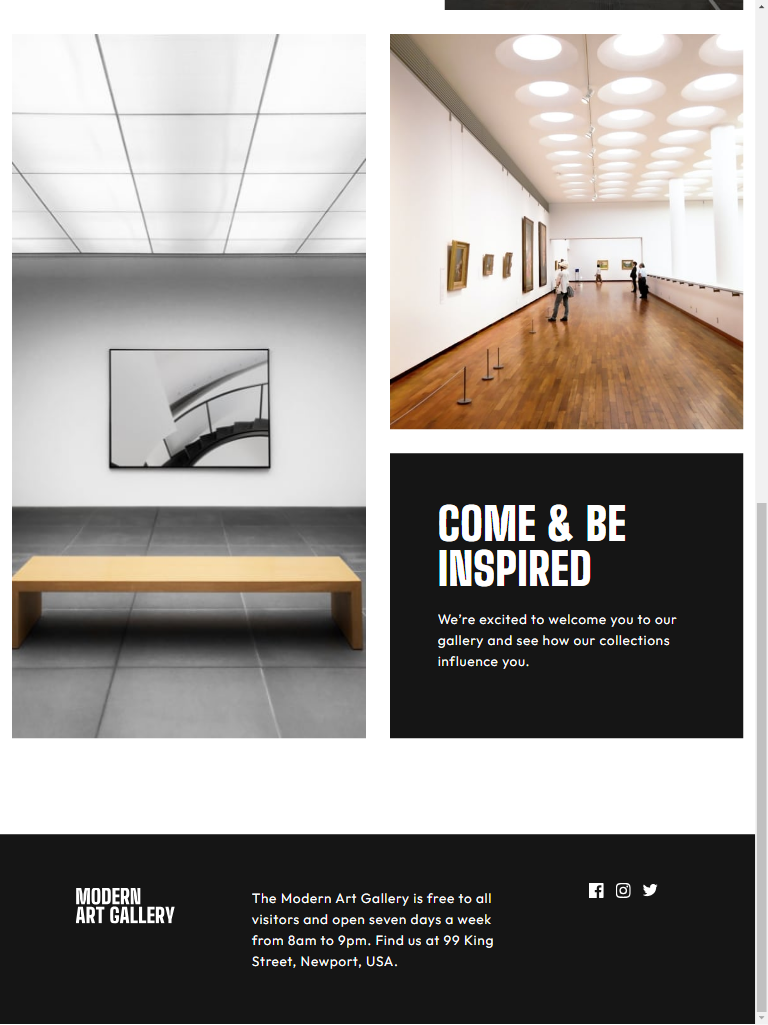 COME & BE
INSPIRED
We’re excited to welcome you to our
gallery and see how our collections
influence you.
MODERN
ART GALLERY
The Modern Art Gallery is free to all
visitors and open seven days a week
from 8am to 9pm. Find us at 99 King
Street, Newport, USA.